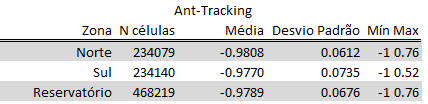 Ant-Tracking
Zona N células Média Desvio Padrão Mín Max
Norte 234079 -0.9808 0.0612 -1 0.76
Sul 234140 -0.9770 0.0735 -1 0.52
Reservatório 468219 -0.9789 0.0676 -1 0.76